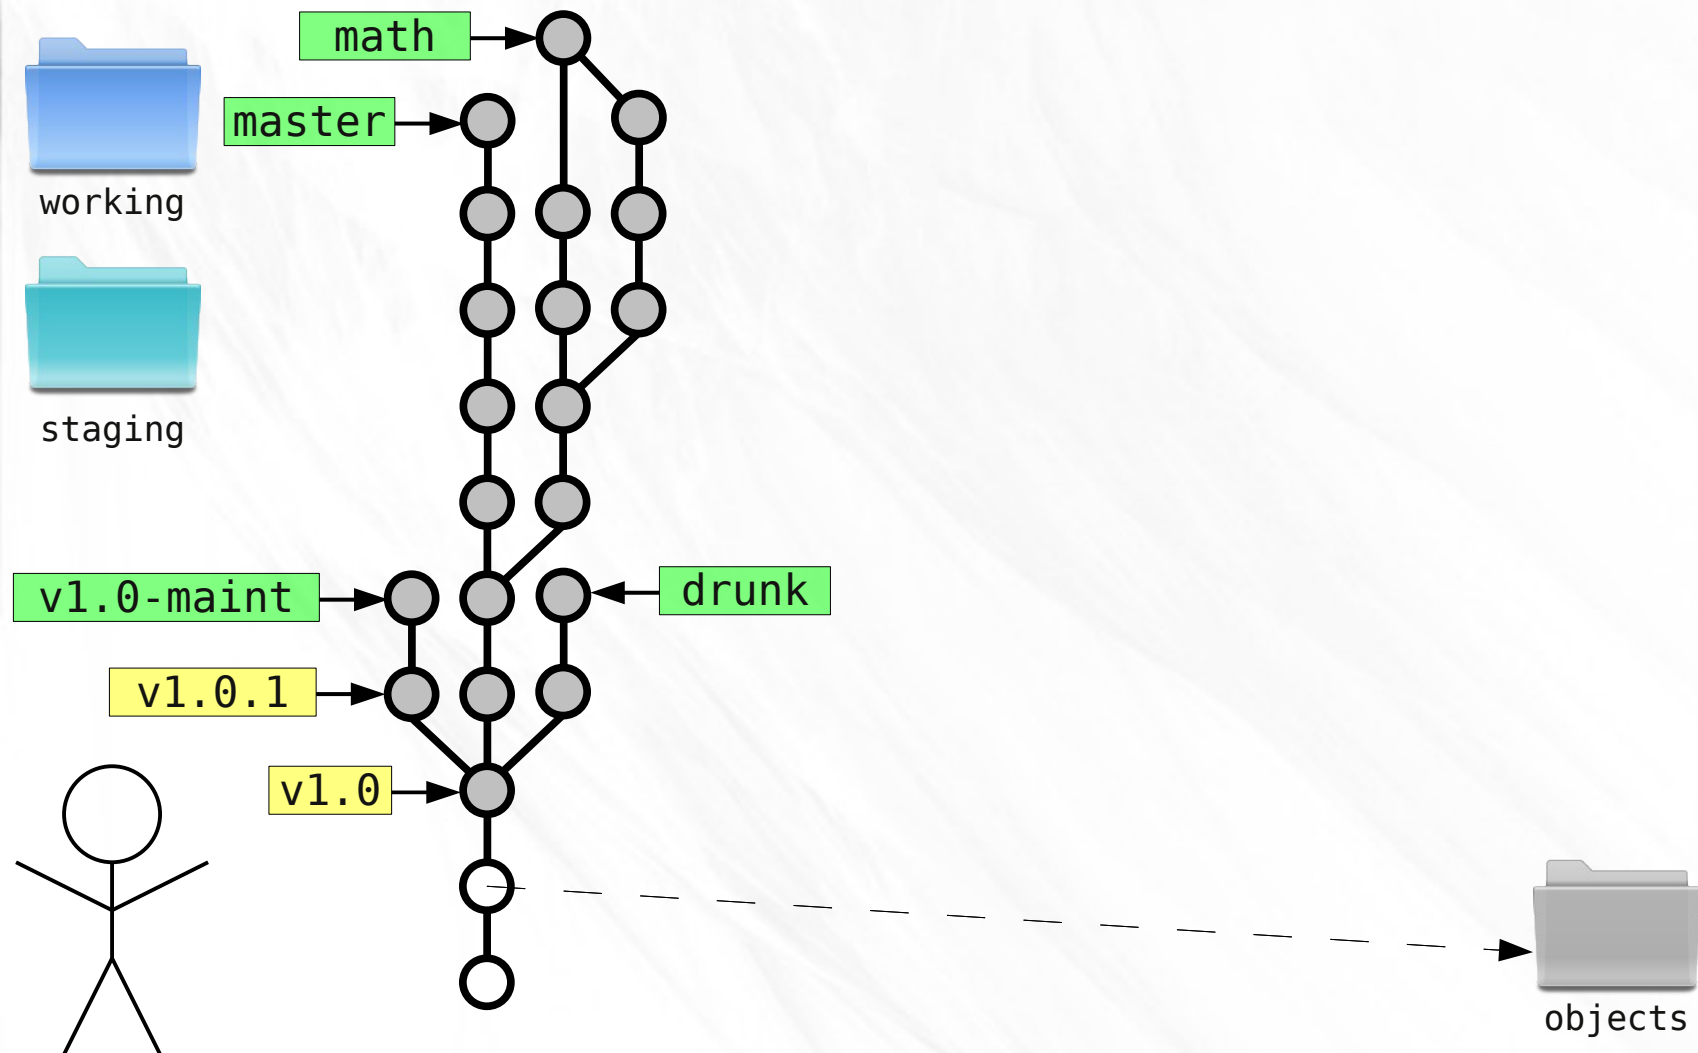 math
master
working
staging
v1.0-maint
drunk
v1.0.1
v1.0
objects